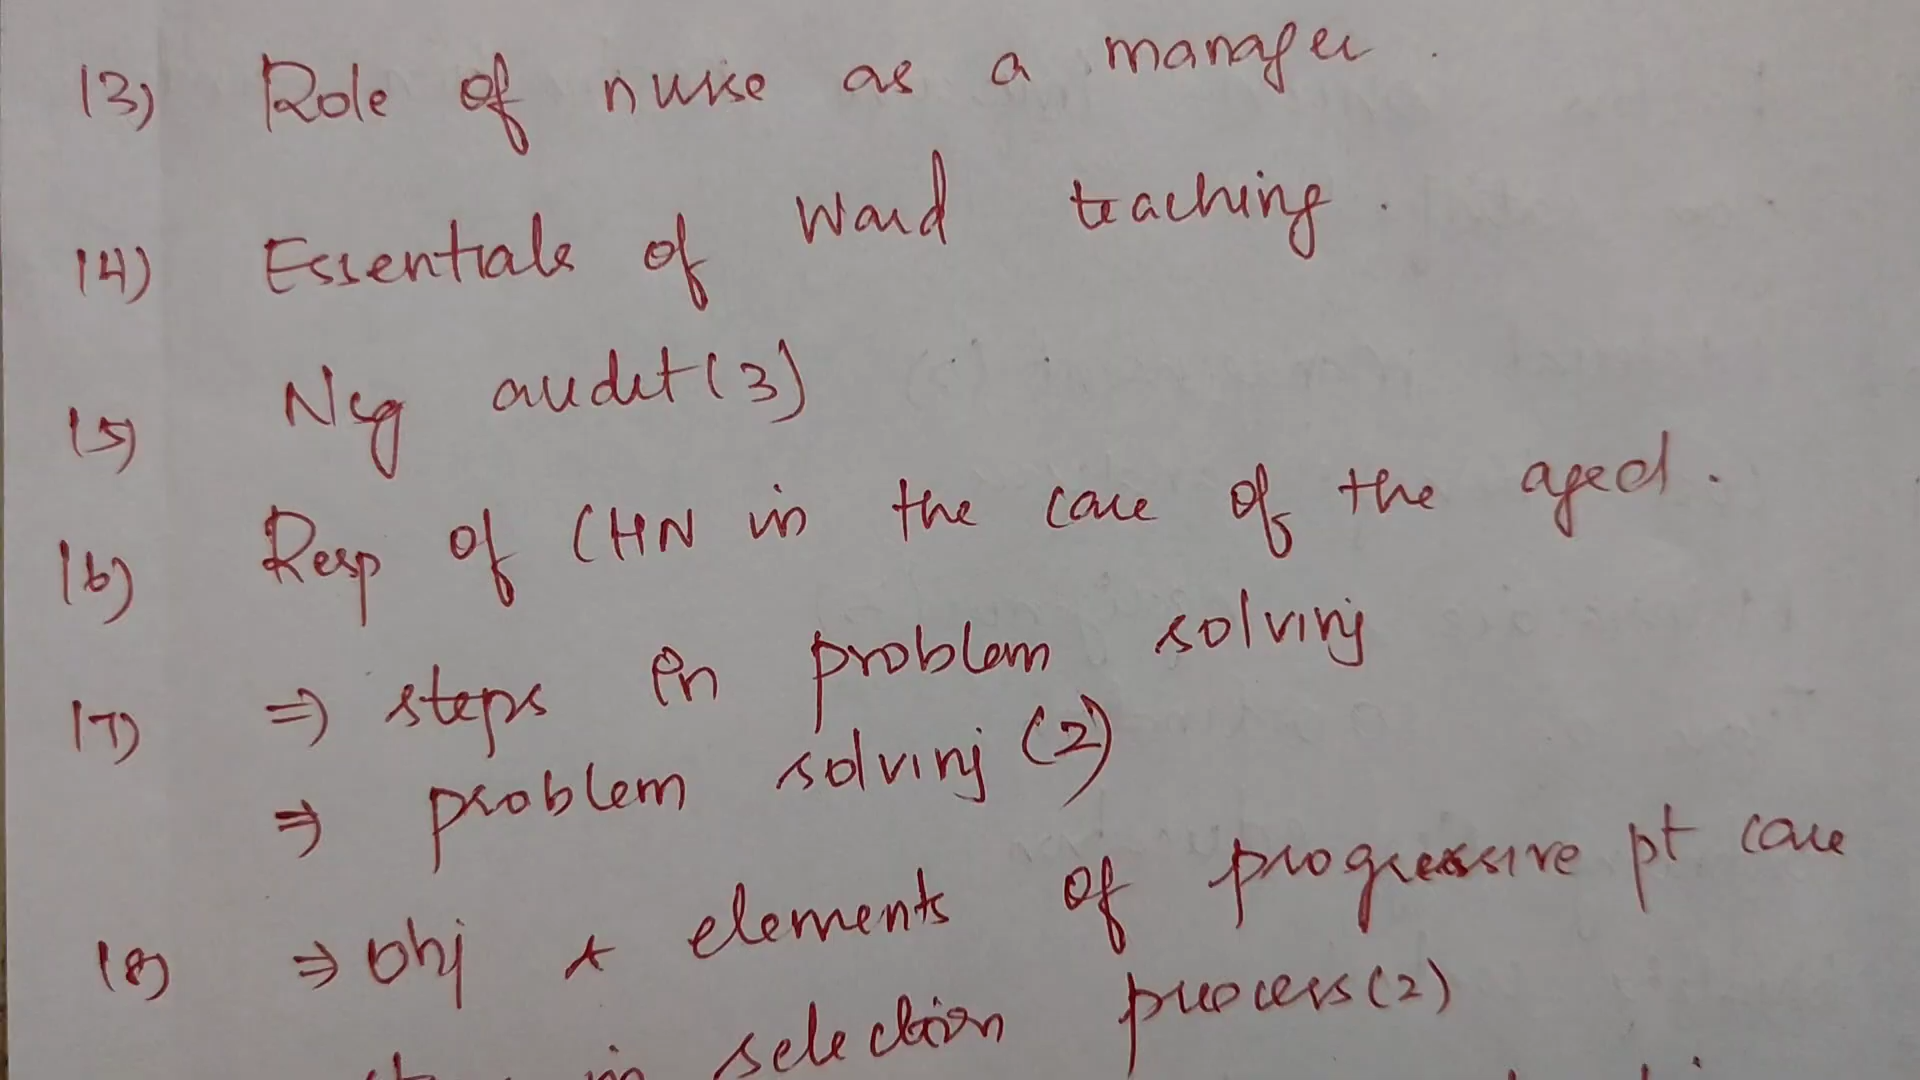 13) Role of nurse as a manager.
14) Essentials of ward teaching.
15) Nsg audit (3)
16) Resp of CHN in the care of the aged.
17) ⇒ steps in problem solving
⇒ problem solving (2)
18) ⇒ Obj & elements of progressive pt care
in selection process (2)